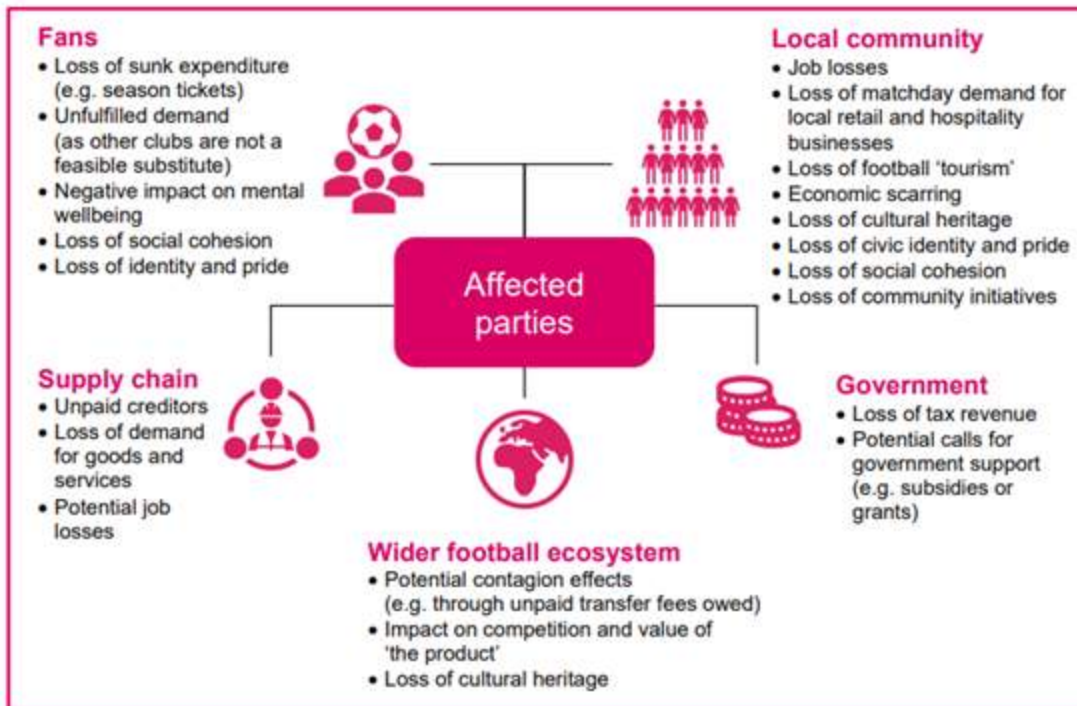 Fans
• Loss of sunk expenditure
(e.g. season tickets)
• Unfulfilled demand
(as other clubs are not a
feasible substitute)
• Negative impact on mental
wellbeing
• Loss of social cohesion
• Loss of identity and pride
Local community
• Job losses
• Loss of matchday demand for
local retail and hospitality
businesses
• Loss of football ‘tourism’
• Economic scarring
• Loss of cultural heritage
• Loss of civic identity and pride
• Loss of social cohesion
• Loss of community initiatives
Affected
parties
Supply chain
• Unpaid creditors
• Loss of demand
for goods and
services
• Potential job
losses
Government
• Loss of tax revenue
• Potential calls for
government support
(e.g. subsidies or
grants)
Wider football ecosystem
• Potential contagion effects
(e.g. through unpaid transfer fees owed)
• Impact on competition and value of
‘the product’
• Loss of cultural heritage